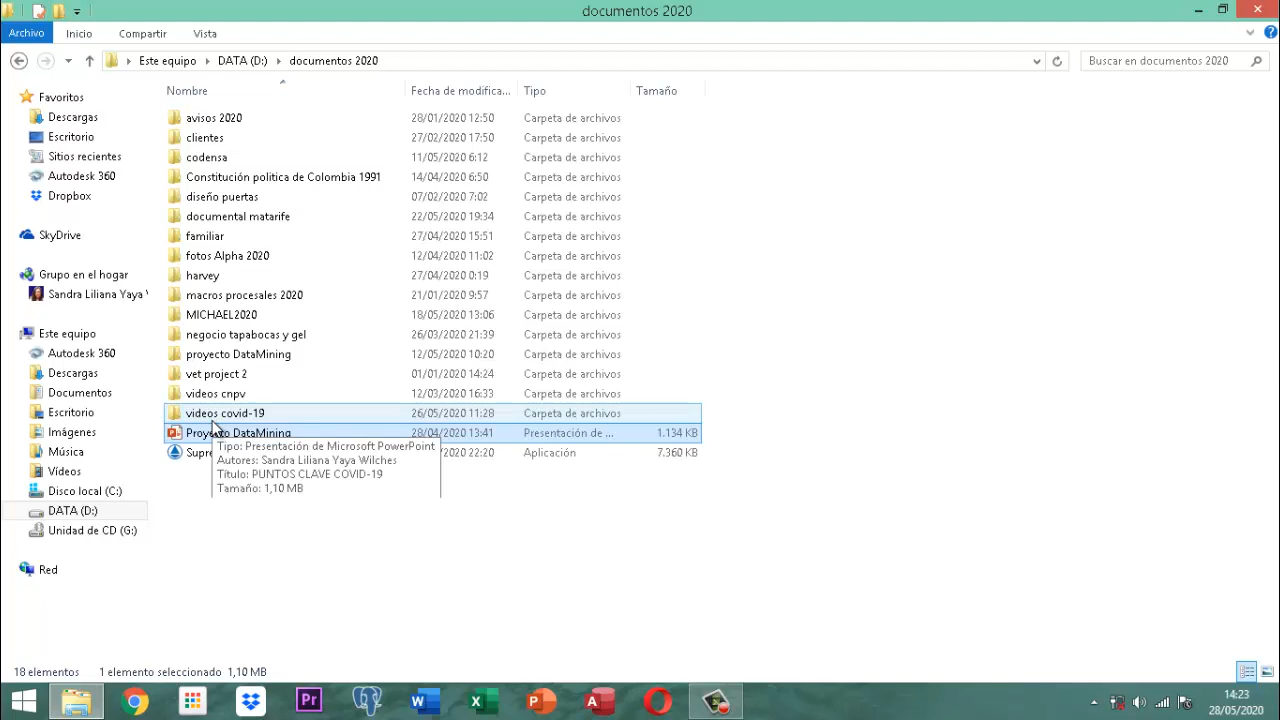 documentos 2020
Archivo Inicio Compartir Vista
Este equipo DATA (D:) documentos 2020 Buscar en documentos 2020
Nombre Fecha de modifica... Tipo Tamaño
Favoritos
Descargas
Escritorio
Sitios recientes
Autodesk 360
Dropbox
SkyDrive
Grupo en el hogar
Sandra Liliana Yaya
Este equipo
Autodesk 360
Descargas
Documentos
Escritorio
Imágenes
Música
Vídeos
Disco local (C:)
DATA (D:)
Unidad de CD (G:)
Red
avisos 2020 28/01/2020 12:50 Carpeta de archivos
clientes 27/02/2020 17:50 Carpeta de archivos
codensa 11/05/2020 6:12 Carpeta de archivos
Constitución politica de Colombia 1991 14/04/2020 6:50 Carpeta de archivos
diseño puertas 07/02/2020 7:02 Carpeta de archivos
documental matarife 22/05/2020 19:34 Carpeta de archivos
familiar 27/04/2020 15:51 Carpeta de archivos
fotos Alpha 2020 12/04/2020 11:02 Carpeta de archivos
harvey 27/04/2020 0:19 Carpeta de archivos
macros procesales 2020 21/01/2020 9:57 Carpeta de archivos
MICHAEL2020 18/05/2020 13:06 Carpeta de archivos
negocio tapabocas y gel 26/03/2020 21:39 Carpeta de archivos
proyecto DataMining 12/05/2020 10:20 Carpeta de archivos
vet project 2 01/01/2020 14:24 Carpeta de archivos
videos cnpv 12/03/2020 16:33 Carpeta de archivos
videos covid-19 26/05/2020 11:28 Carpeta de archivos
Proyecto DataMining 28/04/2020 13:41 Presentación de ... 1.134 KB
Supre /2020 22:20 Aplicación 7.360 KB
Tipo: Presentación de Microsoft PowerPoint
Autores: Sandra Liliana Yaya Wilches
Título: PUNTOS CLAVE COVID-19
Tamaño: 1,10 MB
18 elementos 1 elemento seleccionado 1,10 MB
14:23
28/05/2020